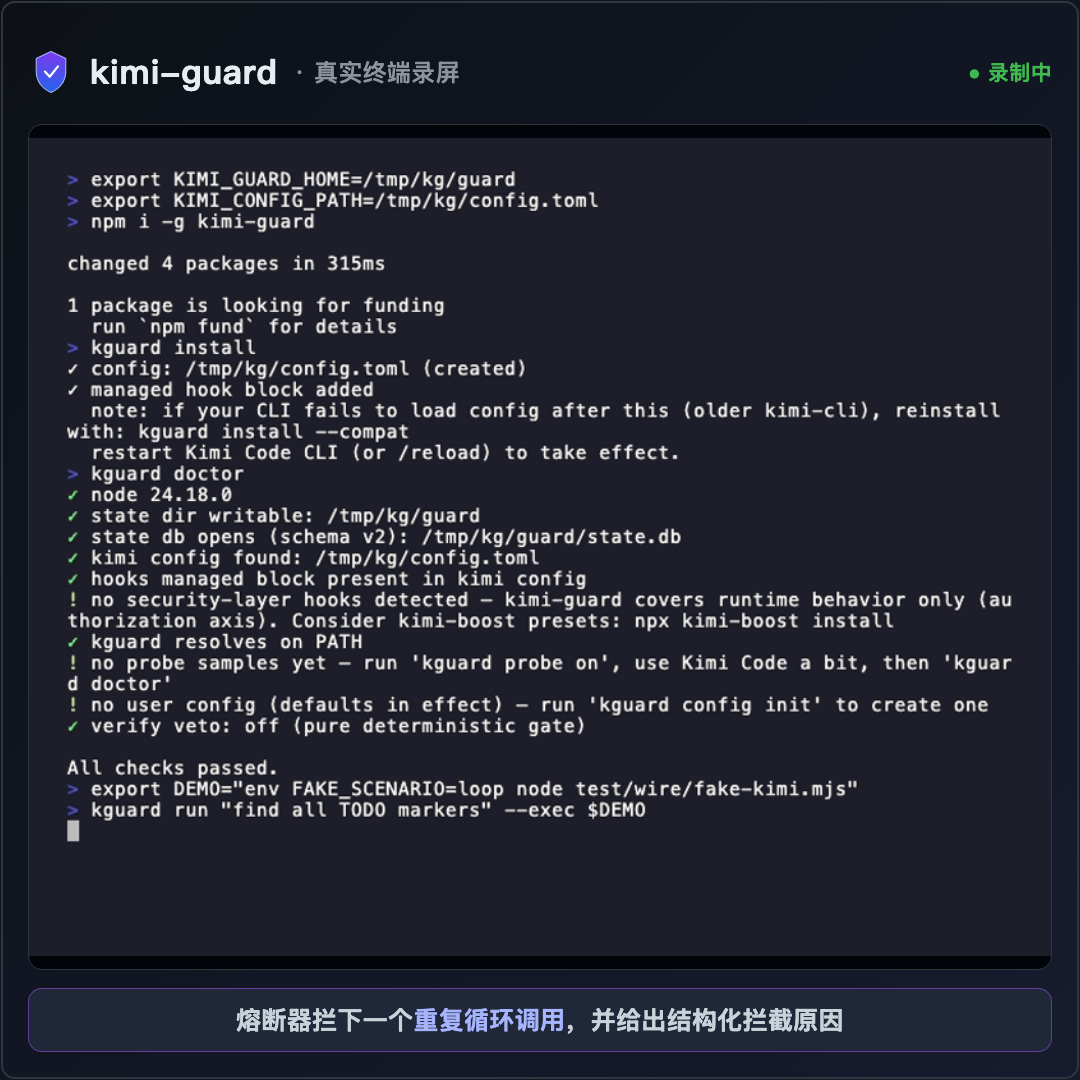 kimi-guard · 真实终端录屏
● 录制中
> export KIMI_GUARD_HOME=/tmp/kg/guard
> export KIMI_CONFIG_PATH=/tmp/kg/config.toml
> npm i -g kimi-guard
changed 4 packages in 315ms
1 package is looking for funding
  run `npm fund` for details
> kguard install
✓ config: /tmp/kg/config.toml (created)
✓ managed hook block added
  note: if your CLI fails to load config after this (older kimi-cli), reinstall
with: kguard install --compat
  restart Kimi Code CLI (or /reload) to take effect.
> kguard doctor
✓ node 24.18.0
✓ state dir writable: /tmp/kg/guard
✓ state db opens (schema v2): /tmp/kg/guard/state.db
✓ kimi config found: /tmp/kg/config.toml
✓ hooks managed block present in kimi config
! no security-layer hooks detected — kimi-guard covers runtime behavior only (au
thorization axis). Consider kimi-boost presets: npx kimi-boost install
✓ kguard resolves on PATH
! no probe samples yet — run 'kguard probe on', use Kimi Code a bit, then 'kguar
d doctor'
! no user config (defaults in effect) — run 'kguard config init' to create one
✓ verify veto: off (pure deterministic gate)
All checks passed.
> export DEMO="env FAKE_SCENARIO=loop node test/wire/fake-kimi.mjs"
> kguard run "find all TODO markers" --exec $DEMO
熔断器拦下一个重复循环调用，并给出结构化拦截原因